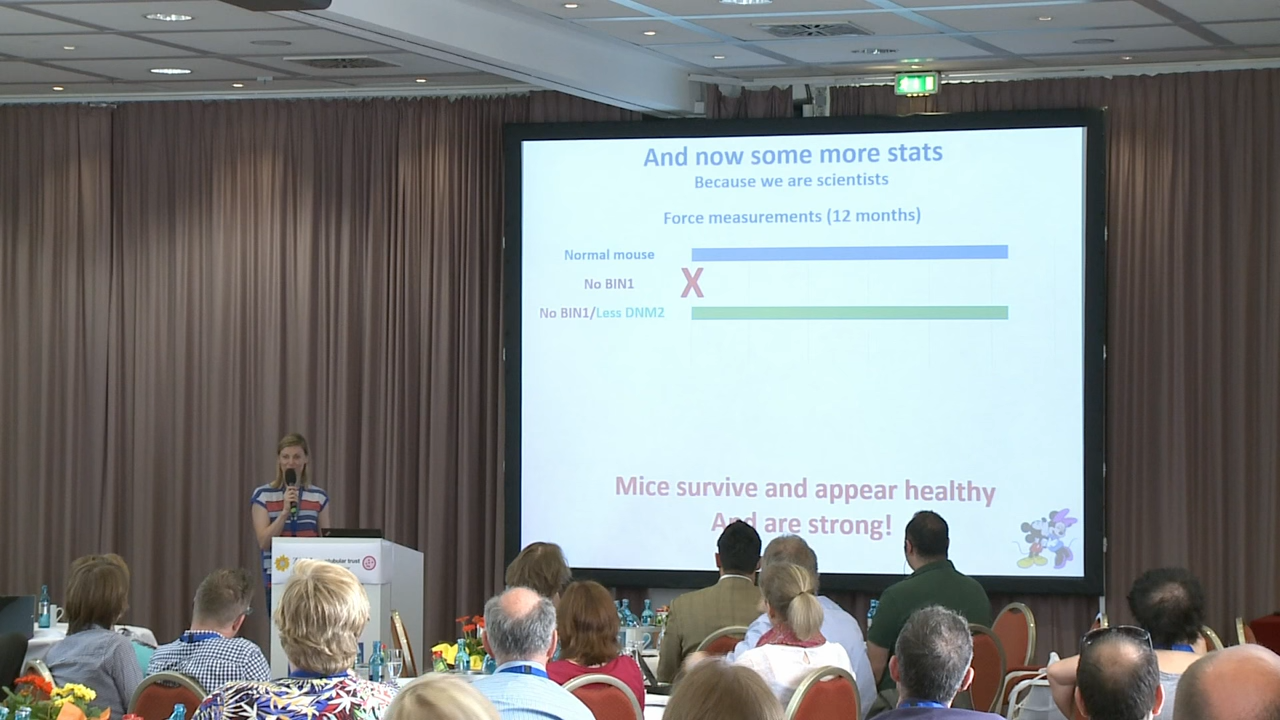 And now some more stats
Because we are scientists
Force measurements (12 months)
Normal mouse
No BIN1
X
No BIN1/Less DNM2
Mice survive and appear healthy
And are strong!
trust